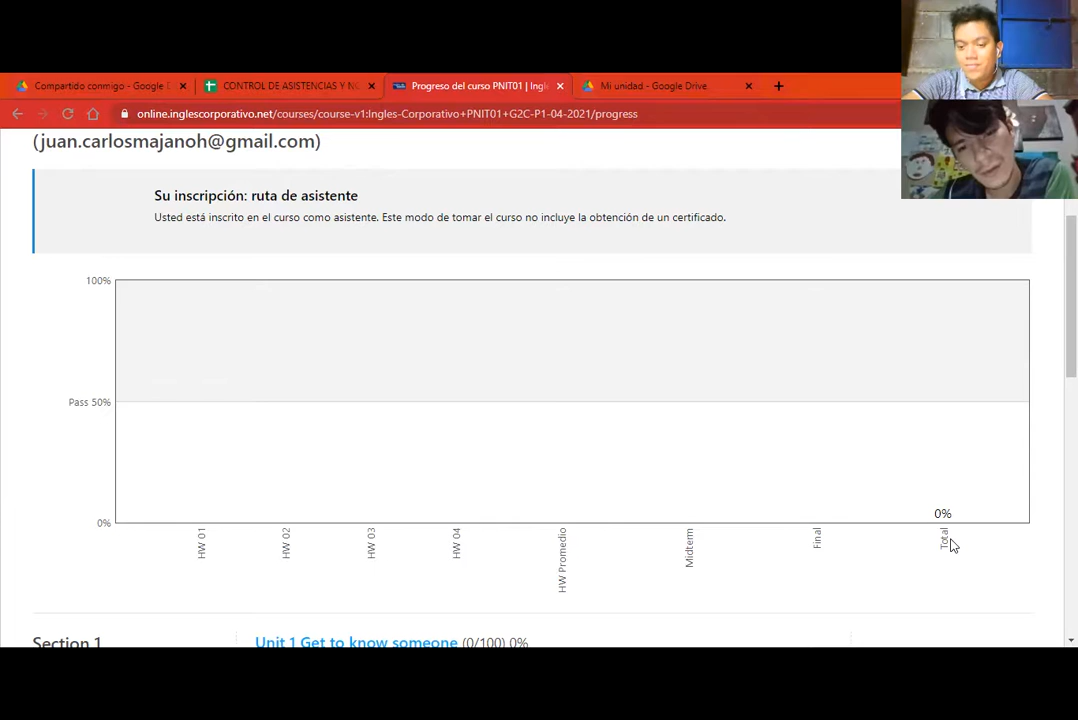 Compartido conmigo - Google D
CONTROL DE ASISTENCIAS Y NO
Progreso del curso PNIT01 | Ingle
Mi unidad - Google Drive
online.inglescorporativo.net/courses/course-v1:Ingles-Corporativo+PNIT01+G2C-P1-04-2021/progress
(juan.carlosmajanoh@gmail.com)
Su inscripción: ruta de asistente
Usted está inscrito en el curso como asistente. Este modo de tomar el curso no incluye la obtención de un certificado.
100%
Pass 50%
0%
0%
HW 01
HW 02
HW 03
HW 04
HW Promedio
Midterm
Final
Total
Section 1
Unit 1 Get to know someone (0/100) 0%